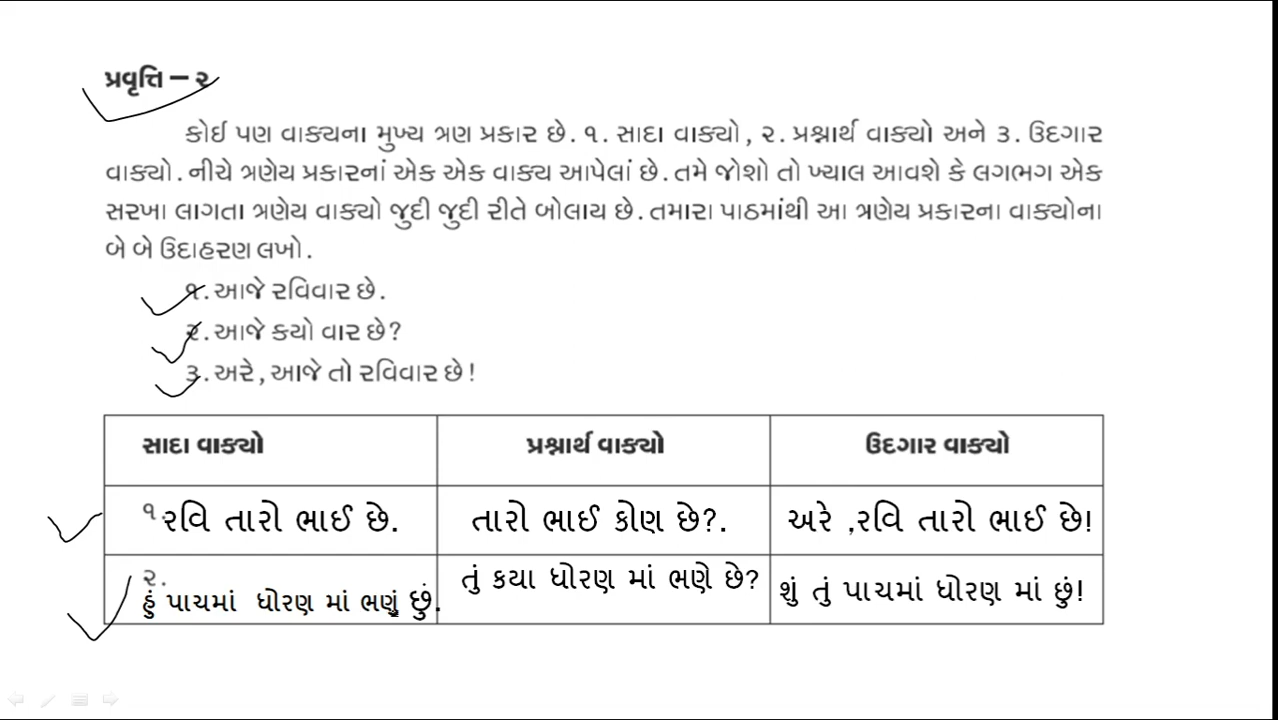 પ્રવૃત્તિ – ૨
કોઈ પણ વાક્યના મુખ્ય ત્રણ પ્રકાર છે. ૧. સાદા વાક્યો, ૨. પ્રશ્નાર્થ વાક્યો અને ૩. ઉદગાર
વાક્યો. નીચે ત્રણેય પ્રકારનાં એક એક વાક્ય આપેલાં છે. તમે જોશો તો ખ્યાલ આવશે કે લગભગ એક
સરખા લાગતા ત્રણેય વાક્યો જુદી જુદી રીતે બોલાય છે. તમારા પાઠમાંથી આ ત્રણેય પ્રકારના વાક્યોના
બે બે ઉદાહરણ લખો.
૧. આજે રવિવાર છે.
૨. આજે કયો વાર છે?
૩. અરે, આજે તો રવિવાર છે!
સાદા વાક્યો પ્રશ્નાર્થ વાક્યો ઉદગાર વાક્યો
૧. રવિ તારો ભાઈ છે. તારો ભાઈ કોણ છે?. અરે ,રવિ તારો ભાઈ છે!
૨. હું પાચમાં ધોરણ માં ભણું છું. તું કયા ધોરણ માં ભણે છે? શું તું પાચમાં ધોરણ માં છું!